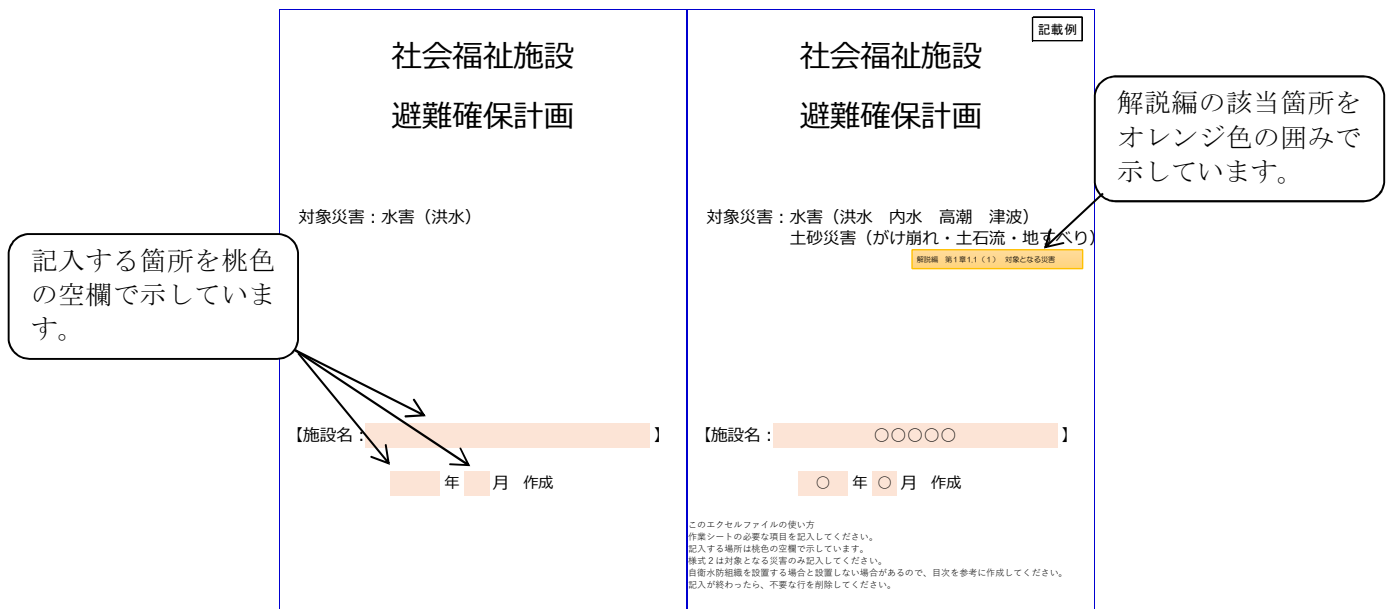 社会福祉施設
避難確保計画
対象災害：水害（洪水）
記入する箇所を桃色
の空欄で示していま
す。
【施設名： 】
年 月 作成
記載例
社会福祉施設
避難確保計画
解説編の該当箇所を
オレンジ色の囲みで
示しています。
対象災害：水害（洪水 内水 高潮 津波）
土砂災害（がけ崩れ・土石流・地すべり）
解説編 第１章1.1（１） 対象となる災害
【施設名： ○○○○○ 】
○ 年 ○ 月 作成
このエクセルファイルの使い方
作業シートの必要な項目を記入してください。
記入する場所は桃色の空欄で示しています。
様式２は対象となる災害のみ記入してください。
自衛水防組織を設置する場合と設置しない場合があるので、目次を参考に作成してください。
記入が終わったら、不要な行を削除してください。